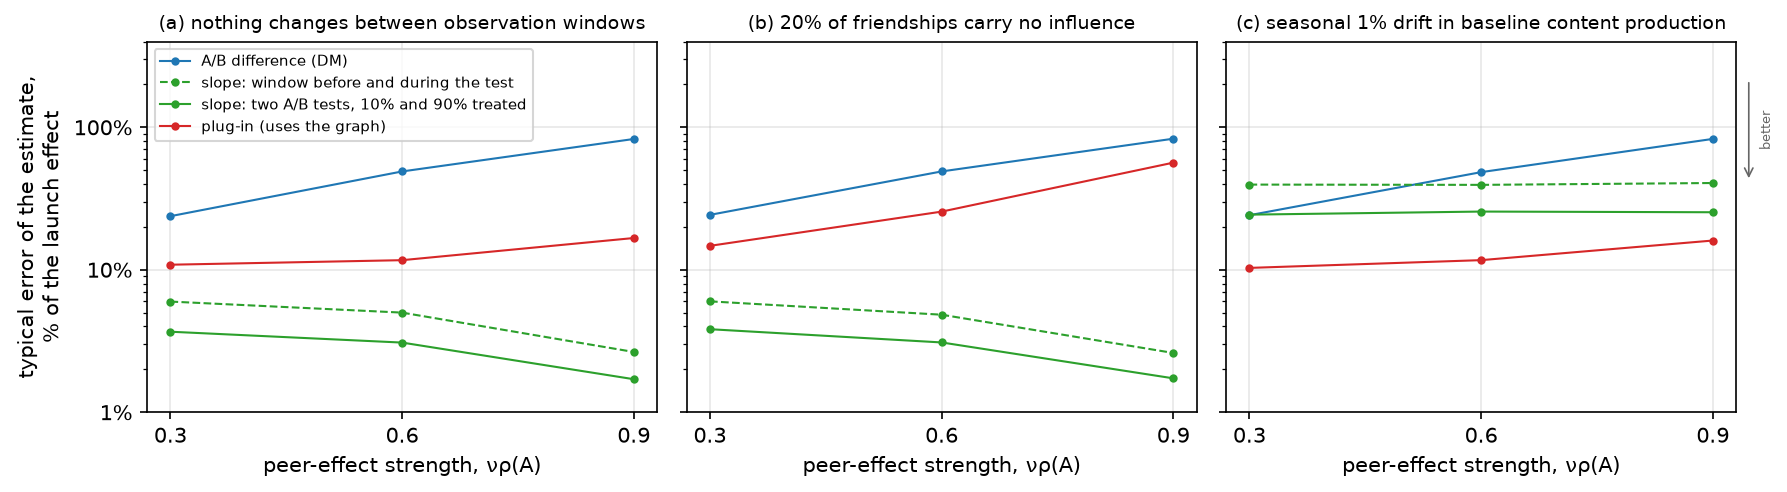 (a) nothing changes between observation windows
(b) 20% of friendships carry no influence
(c) seasonal 1% drift in baseline content production
A/B difference (DM)
slope: window before and during the test
slope: two A/B tests, 10% and 90% treated
plug-in (uses the graph)
typical error of the estimate,
% of the launch effect
100%
10%
1%
better
0.3
0.6
0.9
0.3
0.6
0.9
0.3
0.6
0.9
peer-effect strength, νρ(A)
peer-effect strength, νρ(A)
peer-effect strength, νρ(A)